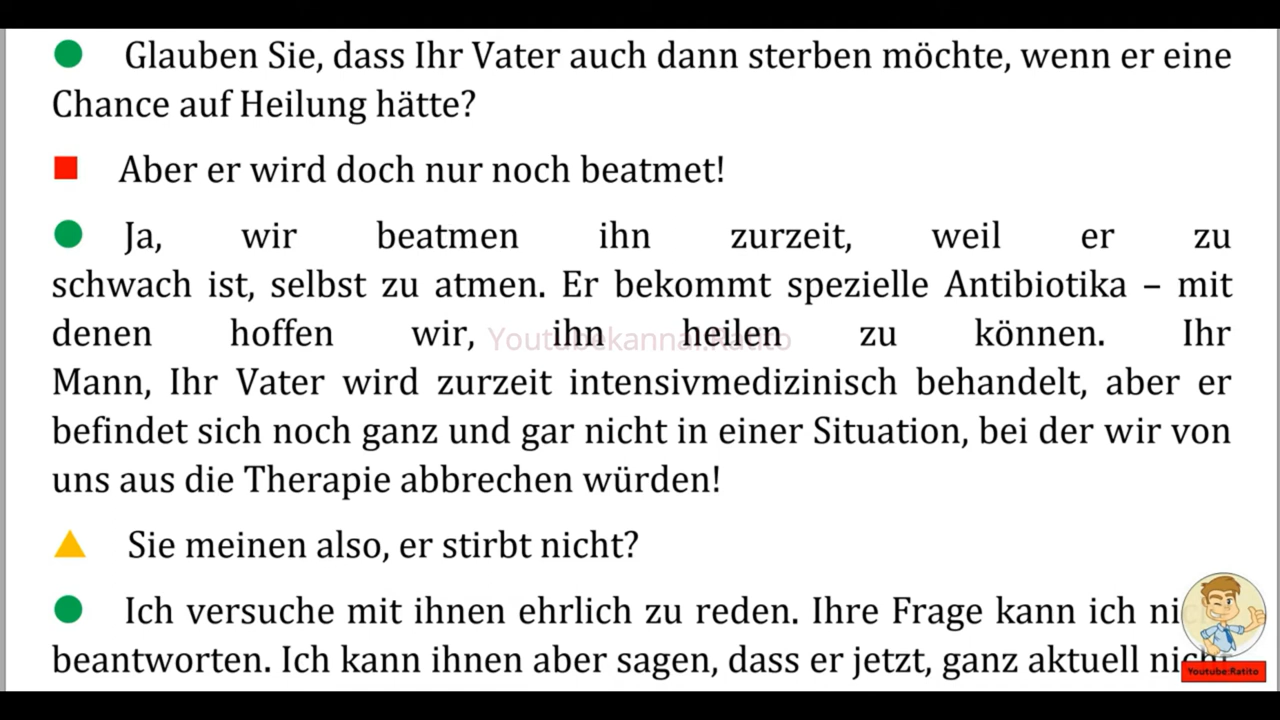 Glauben Sie, dass Ihr Vater auch dann sterben möchte, wenn er eine
Chance auf Heilung hätte?
Aber er wird doch nur noch beatmet!
Ja, wir beatmen ihn zurzeit, weil er zu
schwach ist, selbst zu atmen. Er bekommt spezielle Antibiotika – mit
denen hoffen wir, ihn heilen zu können. Ihr
Youtubekannal:Ratito
Mann, Ihr Vater wird zurzeit intensivmedizinisch behandelt, aber er
befindet sich noch ganz und gar nicht in einer Situation, bei der wir von
uns aus die Therapie abbrechen würden!
Sie meinen also, er stirbt nicht?
Ich versuche mit ihnen ehrlich zu reden. Ihre Frage kann ich
beantworten. Ich kann ihnen aber sagen, dass er jetzt, ganz aktuell nicht
Youtube:Ratito